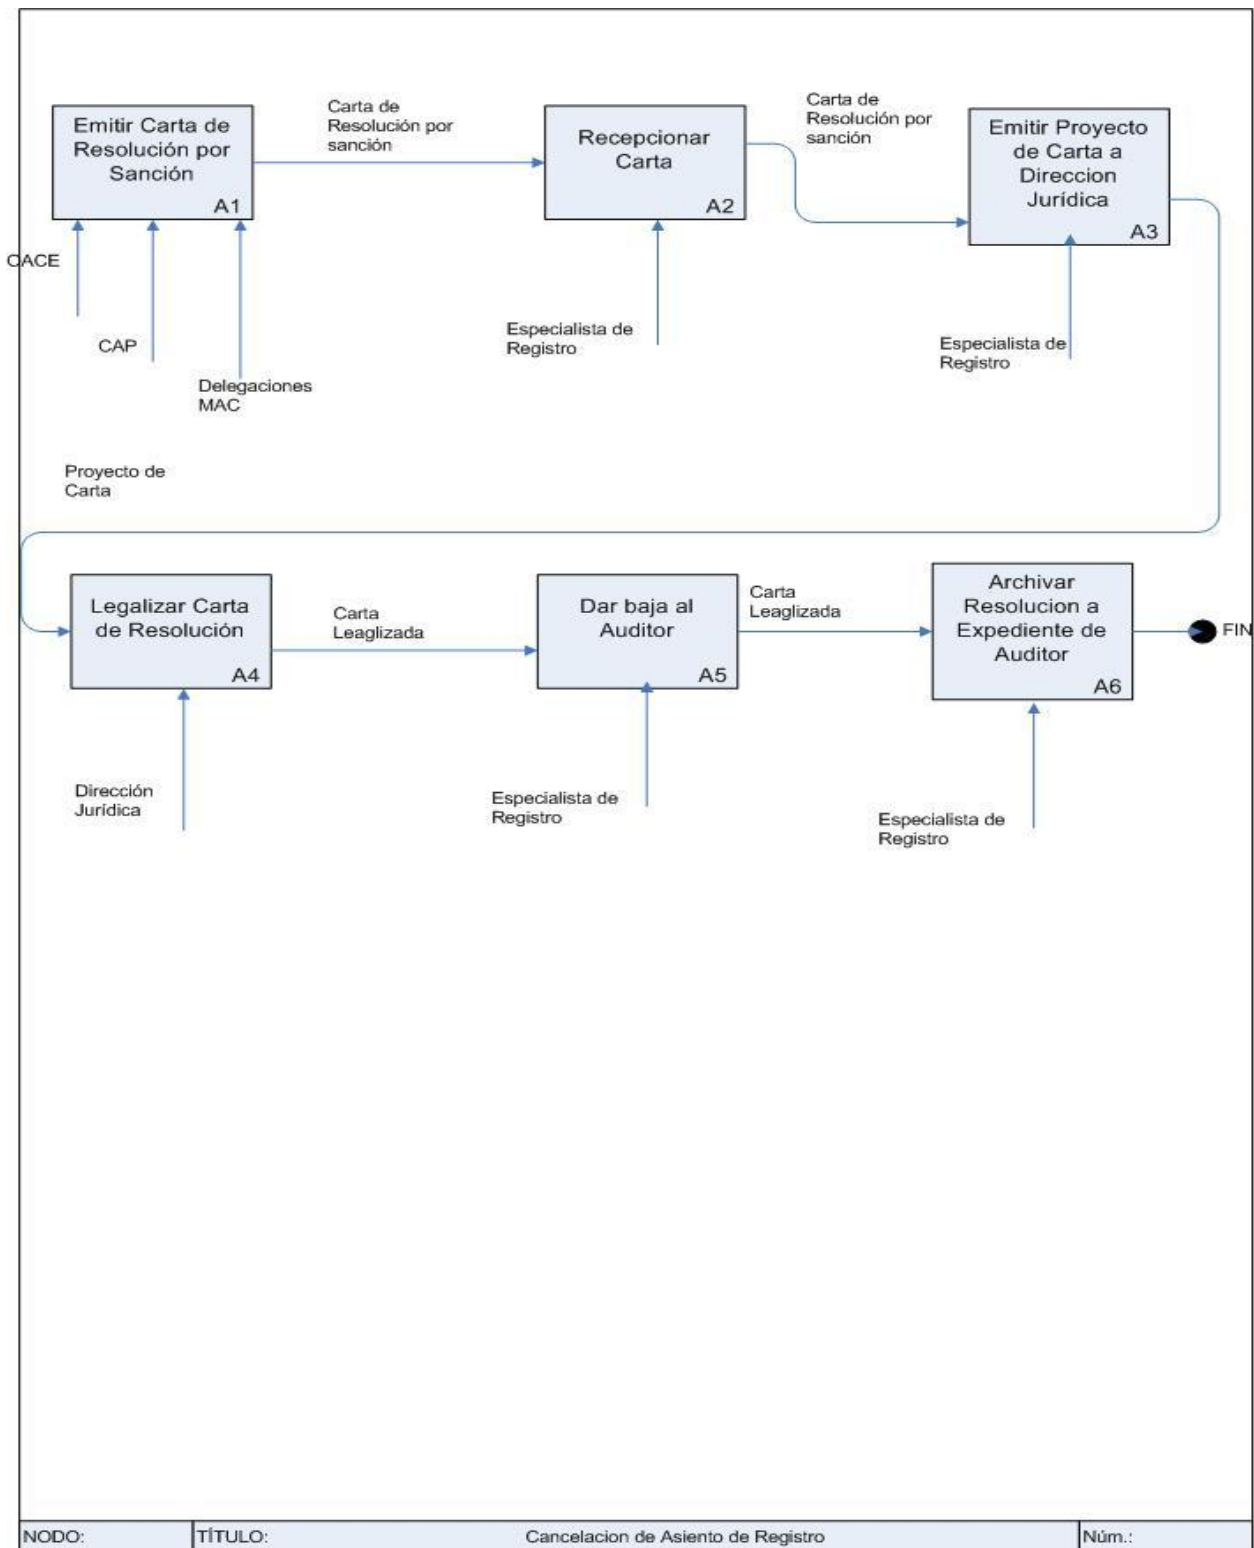 Emitir Carta de
Resolución por
Sanción
A1
Carta de
Resolución por
sanción
Recepcionar
Carta
A2
Carta de
Resolución por
sanción
Emitir Proyecto
de Carta a
Direccion
Jurídica
A3
CACE
CAP
Delegaciones
MAC
Especialista de
Registro
Especialista de
Registro
Proyecto de
Carta
Legalizar Carta
de Resolución
A4
Carta
Leaglizada
Dar baja al
Auditor
A5
Carta
Leaglizada
Archivar
Resolucion a
Expediente de
Auditor
A6
FIN
Dirección
Jurídica
Especialista de
Registro
Especialista de
Registro
NODO:
TÍTULO:
Cancelacion de Asiento de Registro
Núm.: